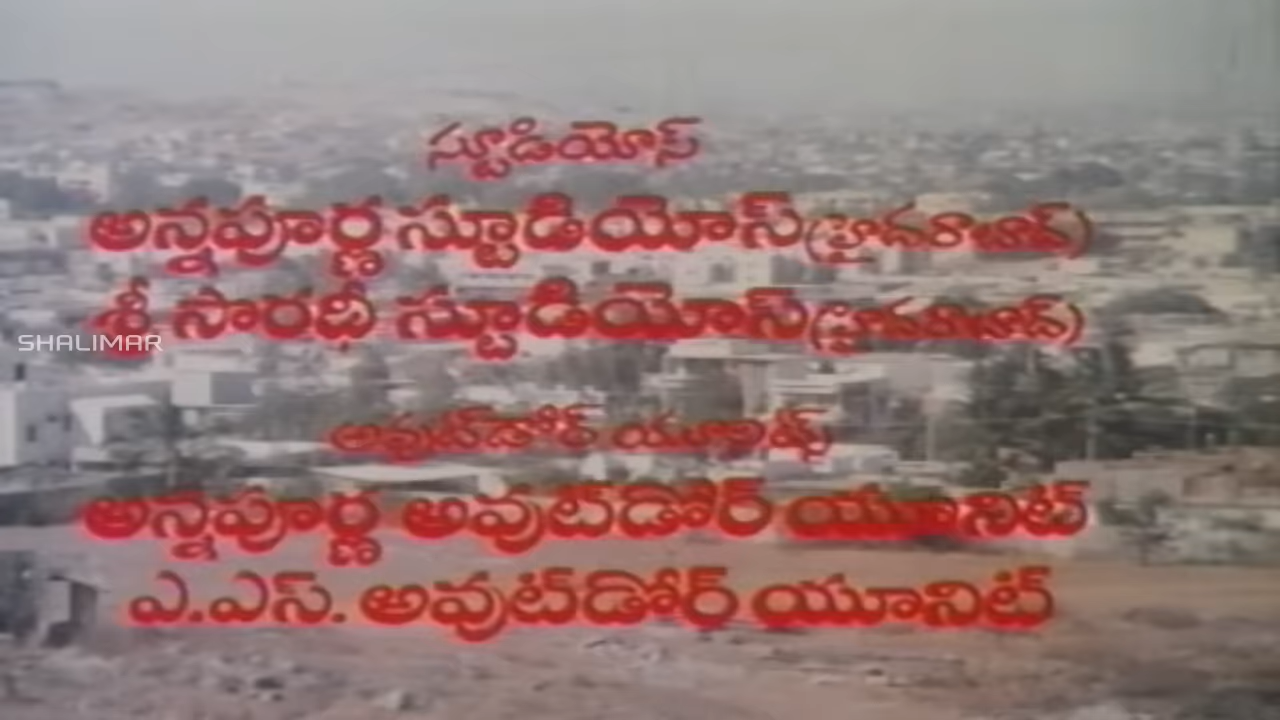 స్టూడియోస్
అన్నపూర్ణ స్టూడియోస్ (హైదరాబాద్)
శ్రీ సారథీ స్టూడియోస్ (హైదరాబాద్)
SHALIMAR
అవుట్‌డోర్ యూనిట్స్
అన్నపూర్ణ అవుట్‌డోర్ యూనిట్
ఎ.ఎస్. అవుట్‌డోర్ యూనిట్